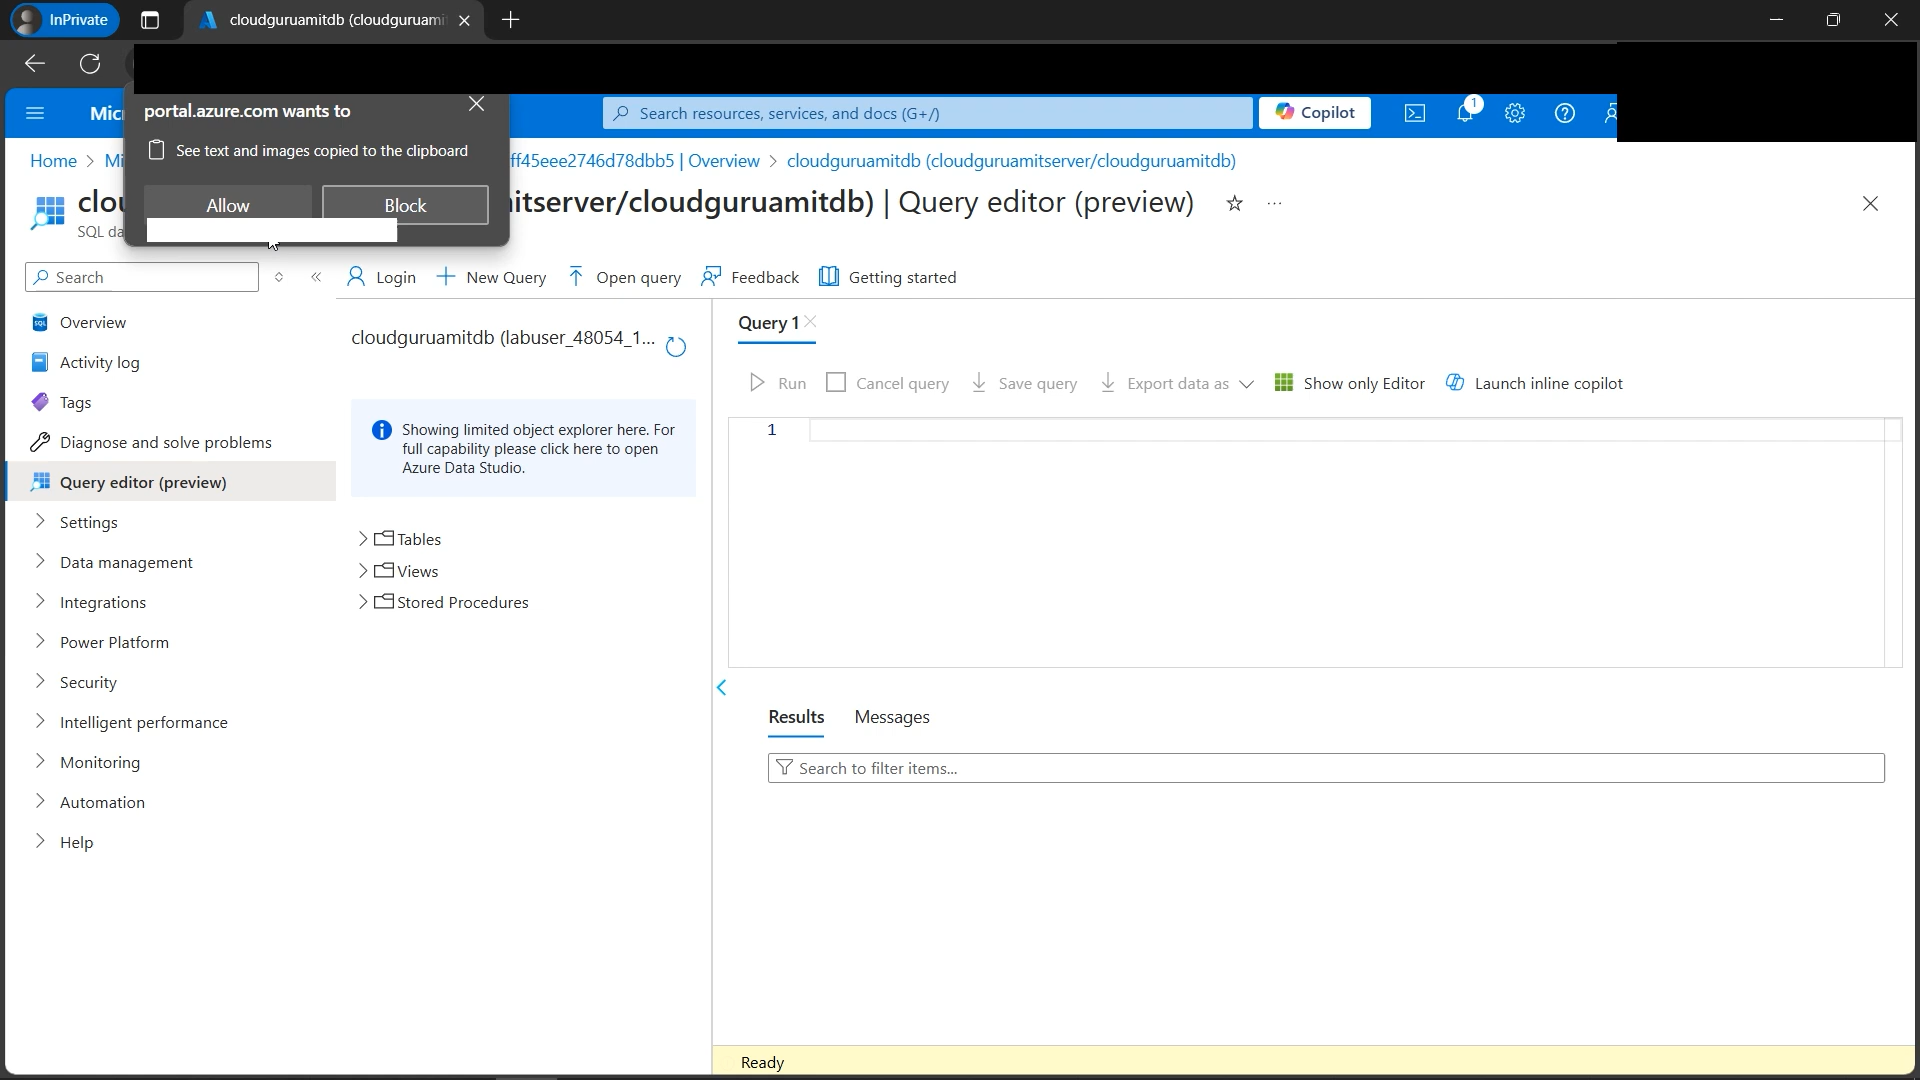 InPrivate
cloudguruamitdb (cloudguruami
portal.azure.com wants to
See text and images copied to the clipboard
Allow
Block
Search resources, services, and docs (G+/)
Copilot
1
Home > Mi
ff45eee2746d78dbb5 | Overview > cloudguruamitdb (cloudguruamitserver/cloudguruamitdb)
itserver/cloudguruamitdb) | Query editor (preview)
SQL da
Search
Login
New Query
Open query
Feedback
Getting started
Overview
Activity log
Tags
Diagnose and solve problems
Query editor (preview)
Settings
Data management
Integrations
Power Platform
Security
Intelligent performance
Monitoring
Automation
Help
cloudguruamitdb (labuser_48054_1...
Showing limited object explorer here. For
full capability please click here to open
Azure Data Studio.
Tables
Views
Stored Procedures
Query 1
Run
Cancel query
Save query
Export data as
Show only Editor
Launch inline copilot
1
Results
Messages
Search to filter items...
Ready